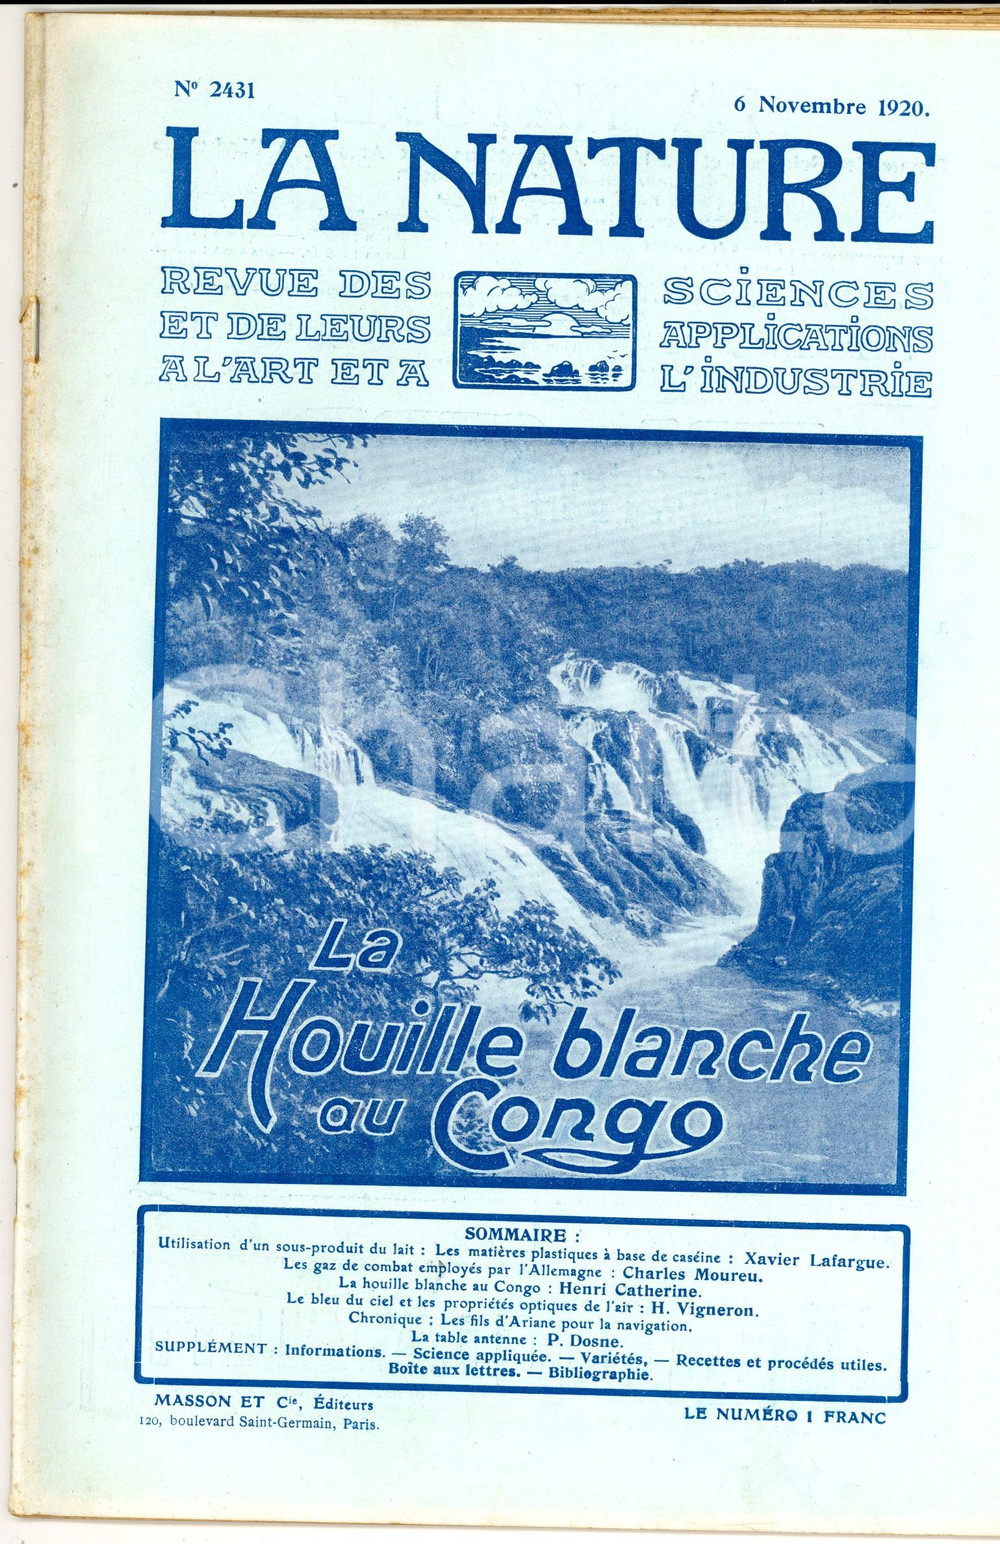 Nº 2431
6 Novembre 1920.
LA NATURE
REVUE DES SCIENCES
ET DE LEURS APPLICATIONS
A L'ART ET A L'INDUSTRIE
La
Houille blanche
au Congo
SOMMAIRE :
Utilisation d'un sous-produit du lait : Les matières plastiques à base de caséine : Xavier Lafargue.
Les gaz de combat employés par l'Allemagne : Charles Moureu.
La houille blanche au Congo : Henri Catherine.
Le bleu du ciel et les propriétés optiques de l'air : H. Vigneron.
Chronique : Les fils d'Ariane pour la navigation.
La table antenne : P. Dosne.
SUPPLÉMENT : Informations. — Science appliquée. — Variétés. — Recettes et procédés utiles.
Boîte aux lettres. — Bibliographie.
MASSON ET Cie, Éditeurs
120, boulevard Saint-Germain, Paris.
LE NUMÉRO 1 FRANC